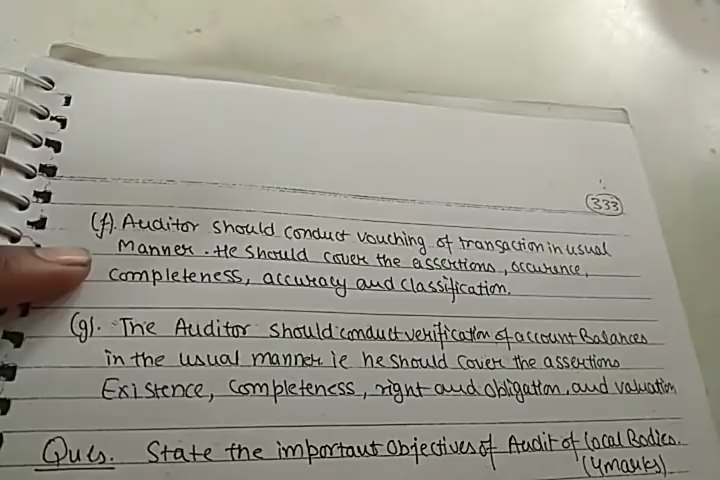 333
(f). Auditor should conduct vouching of transaction in usual
Manner. He should cover the assertions, occurence,
completeness, accuracy and classification.
(g). The Auditor should conduct verification of account Balances
in the usual manner ie he should cover the assertions
Existence, completeness, right and obligation, and valuation
Ques. State the important Objectives of Audit of Local Bodies.
(4marks)